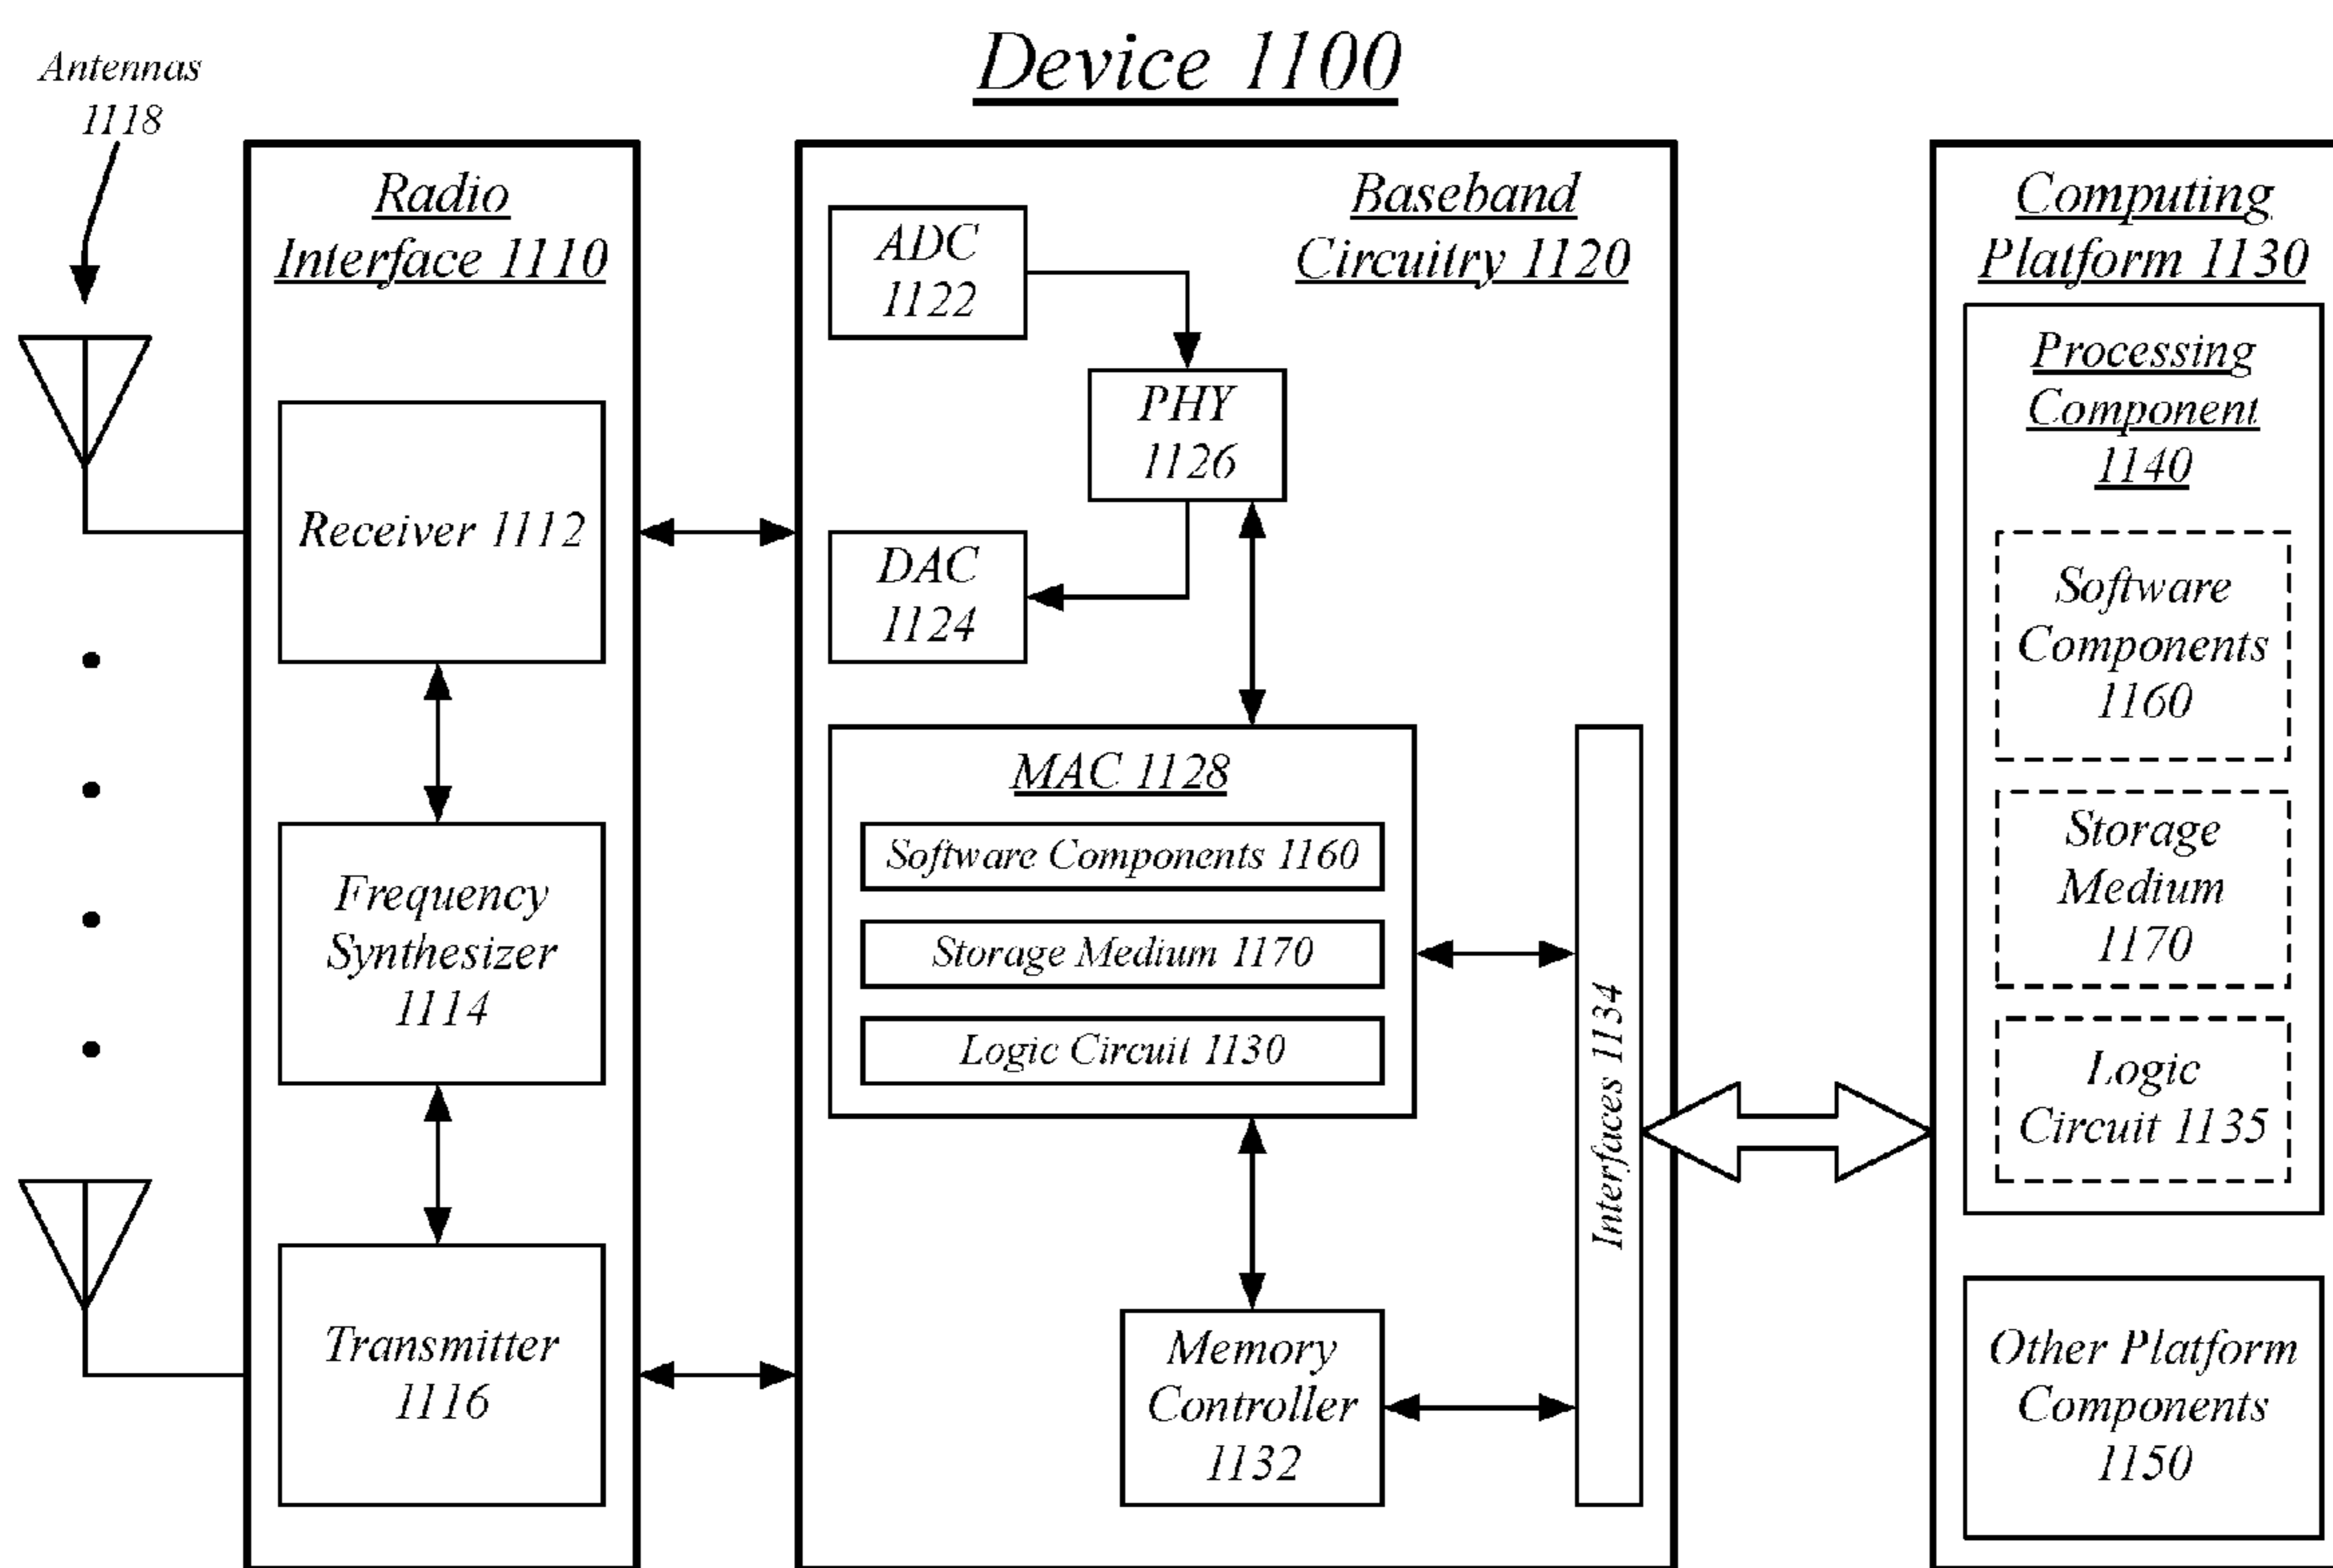 Device 1100
Antennas
1118
Radio
Interface 1110
Receiver 1112
Frequency
Synthesizer
1114
Transmitter
1116
Baseband
Circuitry 1120
ADC
1122
PHY
1126
DAC
1124
MAC 1128
Software Components 1160
Storage Medium 1170
Logic Circuit 1130
Interfaces 1134
Memory
Controller
1132
Computing
Platform 1130
Processing
Component
1140
Software
Components
1160
Storage
Medium
1170
Logic
Circuit 1135
Other Platform
Components
1150